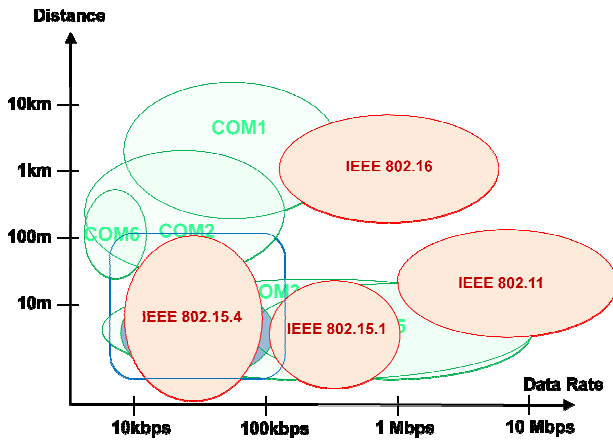 Distance
10km
COM1
IEEE 802.16
1km
COM2
COM6
100m
IEEE 802.11
10m
IEEE 802.15.4
IEEE 802.15.1
5
Data Rate
10kbps
100kbps
1 Mbps
10 Mbps